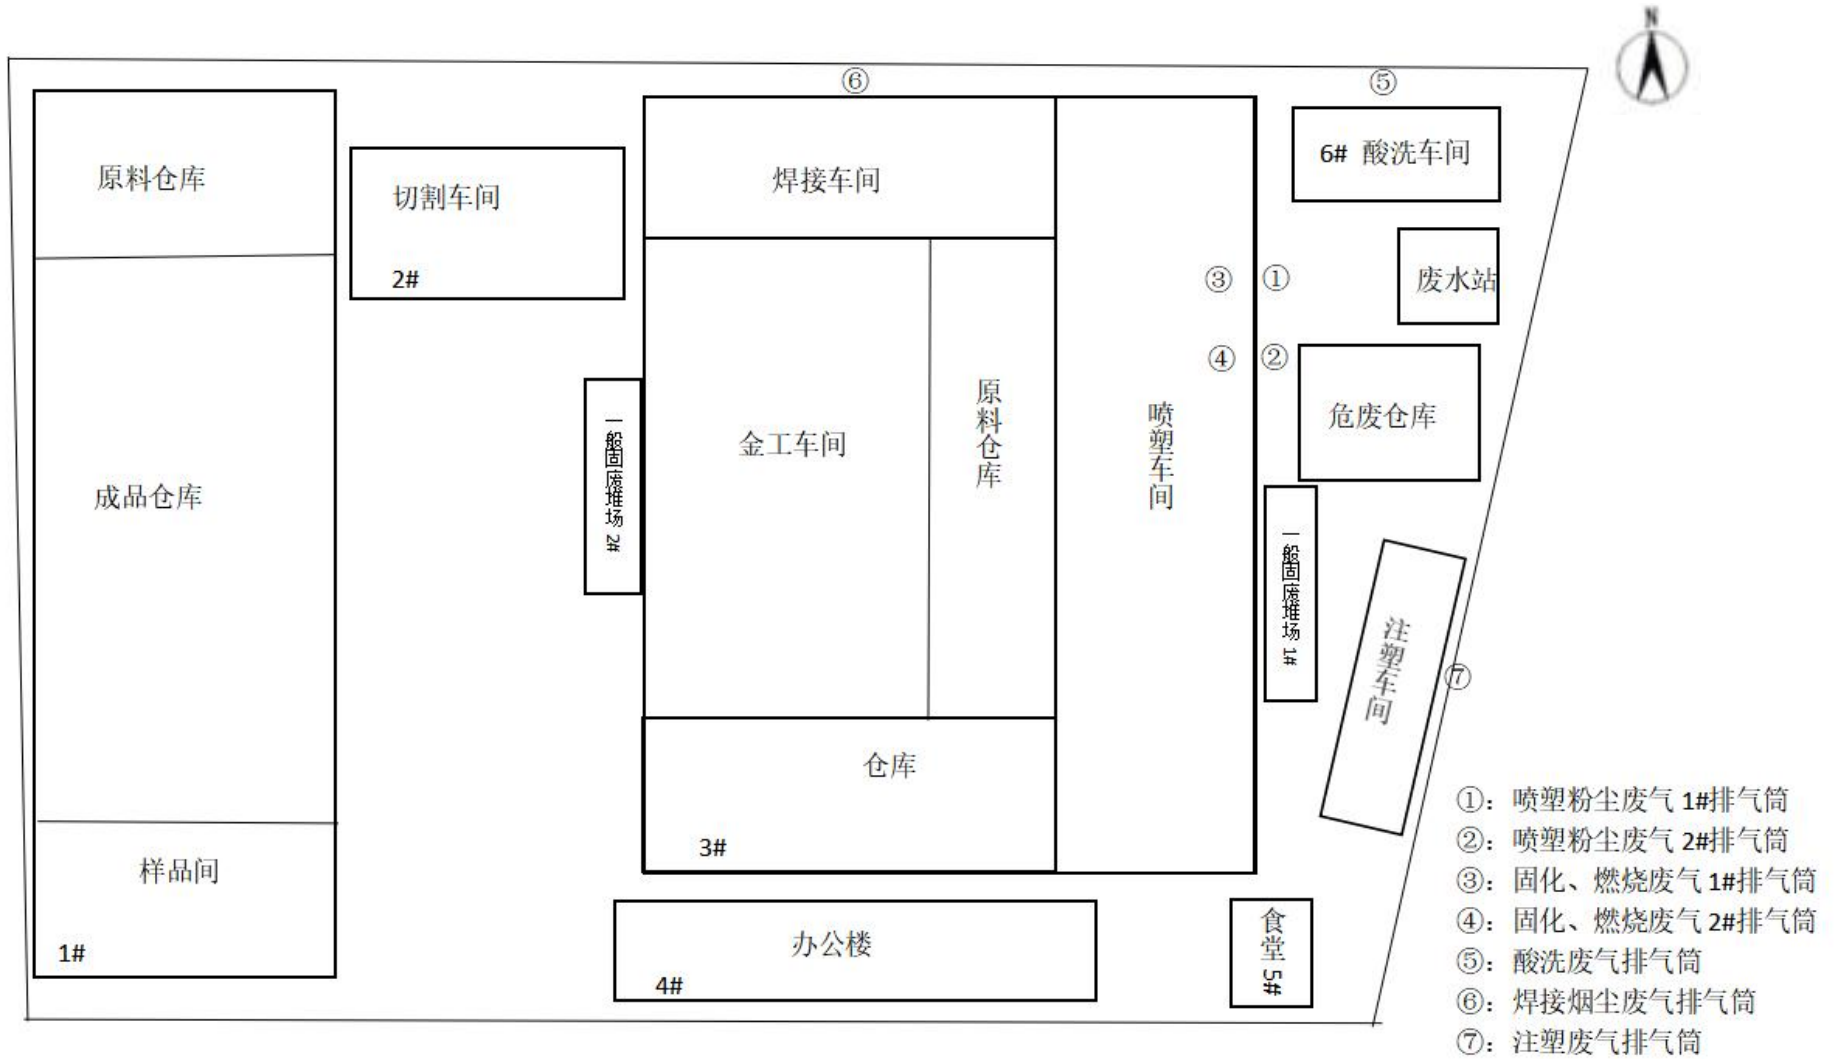 N
⑥
⑤
原料仓库
切割车间
2#
焊接车间
6# 酸洗车间
③
①
废水站
④
②
危废仓库
成品仓库
一般固废堆场 2#
金工车间
原料仓库
喷塑车间
一般固废堆场 1#
注塑车间
⑦
仓库
3#
样品间
1#
办公楼
4#
食堂 5#
①：喷塑粉尘废气 1#排气筒
②：喷塑粉尘废气 2#排气筒
③：固化、燃烧废气 1#排气筒
④：固化、燃烧废气 2#排气筒
⑤：酸洗废气排气筒
⑥：焊接烟尘废气排气筒
⑦：注塑废气排气筒